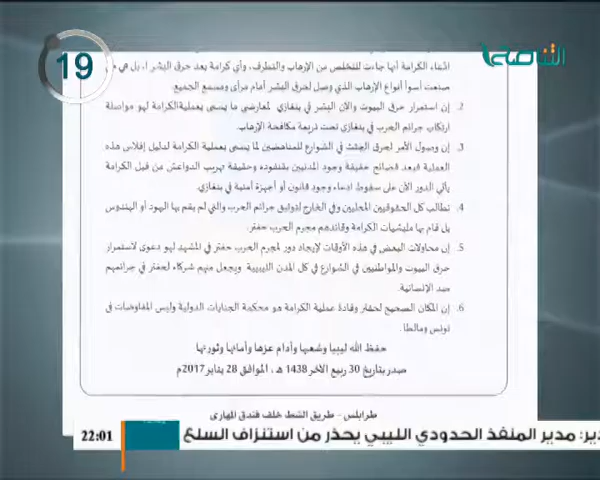 19
التناصح
ادعاء الكرامة أنها جاءت للتخلص من الإرهاب والتطرف، وأي كرامة بعد حرق البشر !، بل هي من
صنعت أسوأ أنواع الإرهاب الذي وصل لحرق البشر أمام مرأى ومسمع الجميع.
2. إن استمرار حرق البيوت والآن البشر في بنغازي لمعارضي ما يسمى بعملية الكرامة لهو مواصلة
ارتكاب جرائم الحرب في بنغازي تحت ذريعة مكافحة الإرهاب.
3. إن وصول الأمر لحرق الجثث في الشوارع للمناهضين لما يسمى بعملية الكرامة لدليل إفلاس هذه
العملية فبعد فضائح حقيقة وجود المدنيين بقنفوده وحقيقة تهريب الدواعش من قبل الكرامة
يأتي الدور الآن على سقوط ادعاء وجود قانون أو أجهزة أمنية في بنغازي.
4. نطالب كل الحقوقيين المحليين وفي الخارج لتوثيق جرائم الحرب والتي لم يقم بها اليهود أو الهندوس
بل قام بها مليشيات الكرامة وقائدهم مجرم الحرب حفتر.
5. إن محاولات البعض في هذه الأوقات لإيجاد دور لمجرم الحرب حفتر في المشهد لهو دعوى لاستمرار
حرق البيوت والمواطنين في الشوارع في كل المدن الليبية ويجعل منهم شركاء لحفتر في جرائمهم
ضد الإنسانية.
6. إن المكان الصحيح لحفتر وقادة عملية الكرامة هو محكمة الجنايات الدولية وليس المفاوضات في
تونس ومالطا.
حفظ الله ليبيا وشعبها وأدام عزها وأمانها وثورتها
صدر بتاريخ 30 ربيع الآخر 1438 هـ ، الموافق 28 يناير 2017م
طرابلس - طريق الشط خلف فندق المهاري
دير: مدير المنفذ الحدودي الليبي يحذر من استنزاف السلع
22:01